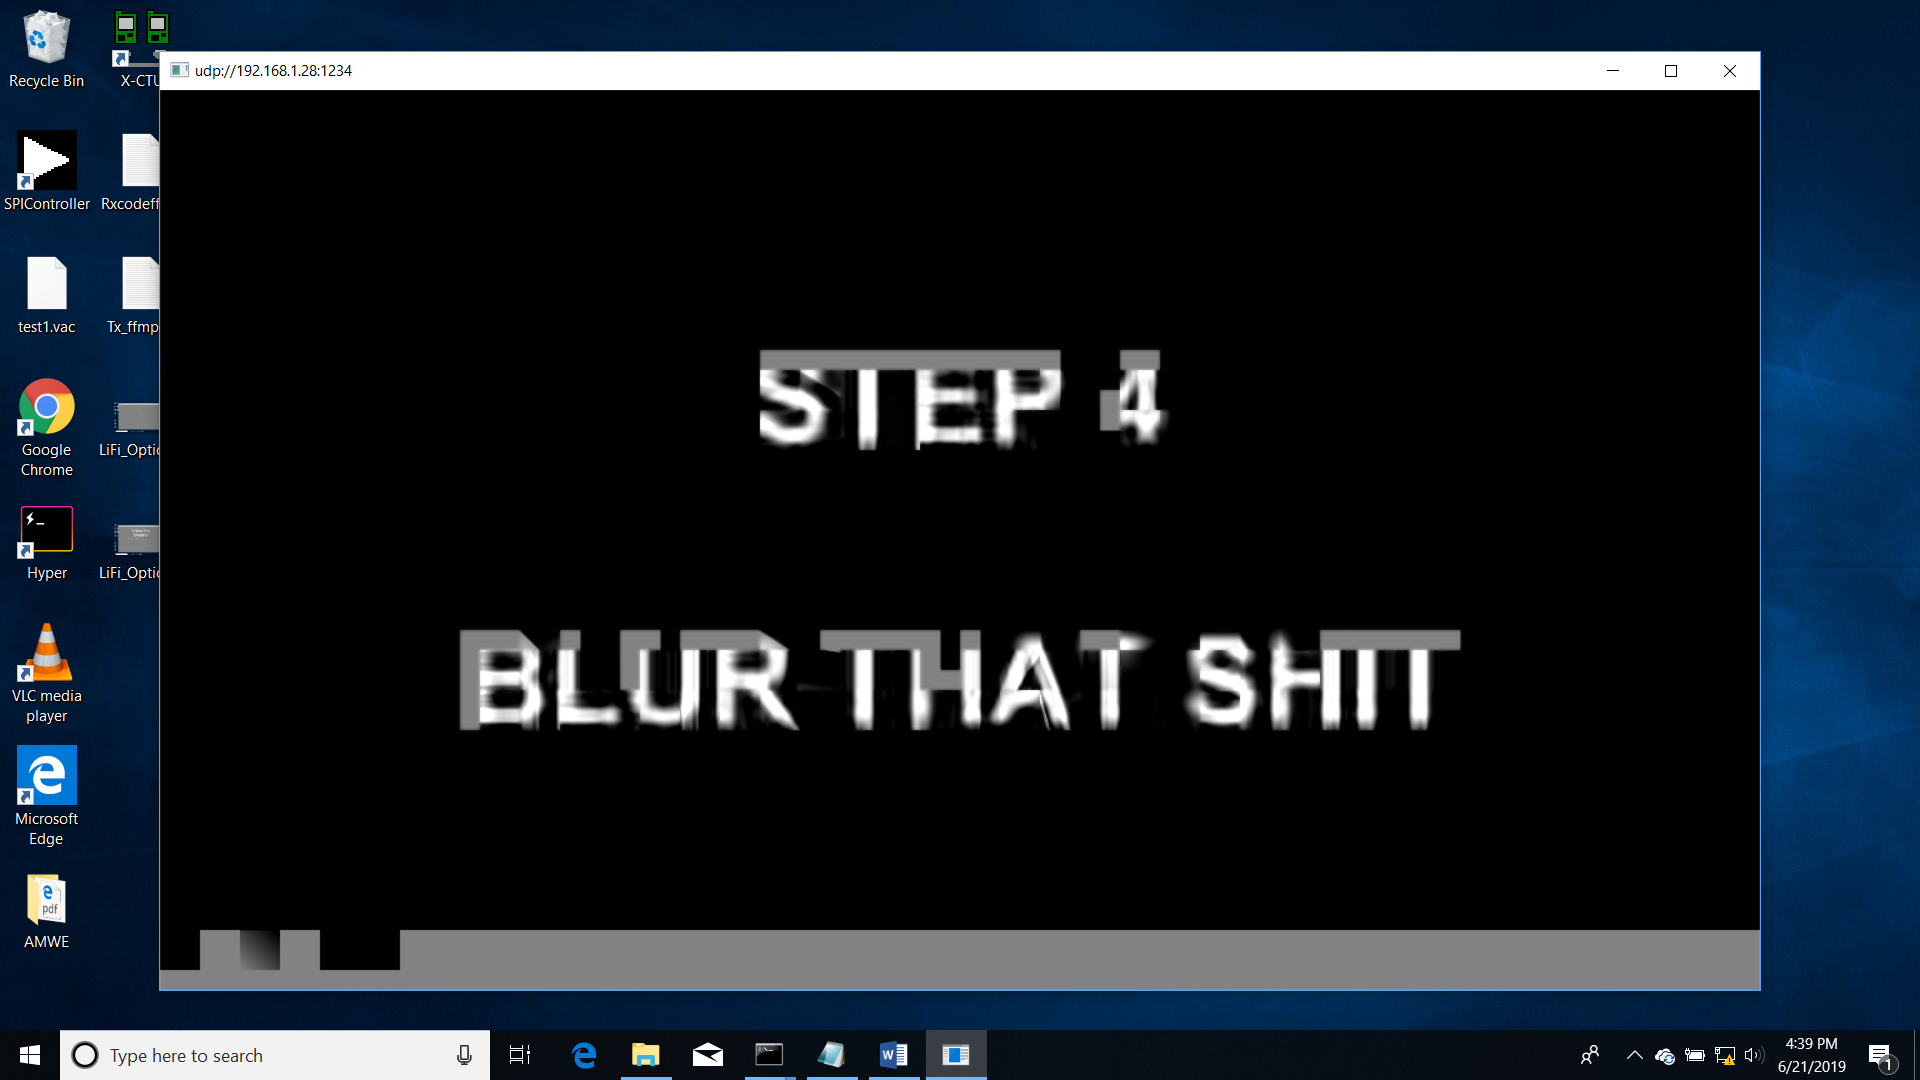 udp://192.168.1.28:1234
STEP 4
BLUR THAT SHIT
Recycle Bin
X-CTU
SPIController
Rxcodeff
test1.vac
Tx_ffmp
Google
Chrome
LiFi_Optic
Hyper
LiFi_Optic
VLC media
player
Microsoft
Edge
pdf
AMWE
Type here to search
4:39 PM
6/21/2019
1